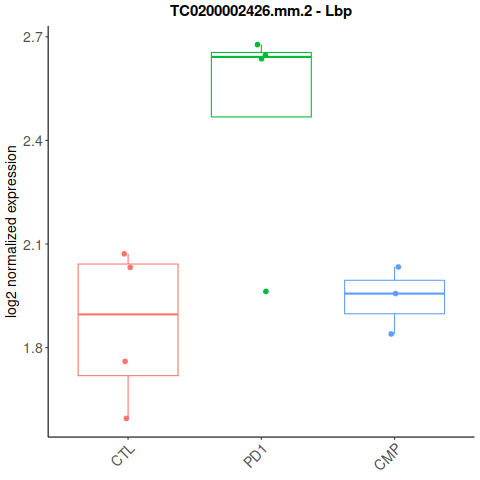 TC0200002426.mm.2 - Lbp
log2 normalized expression
2.7
2.4
2.1
1.8
CTL
PD1
CMP